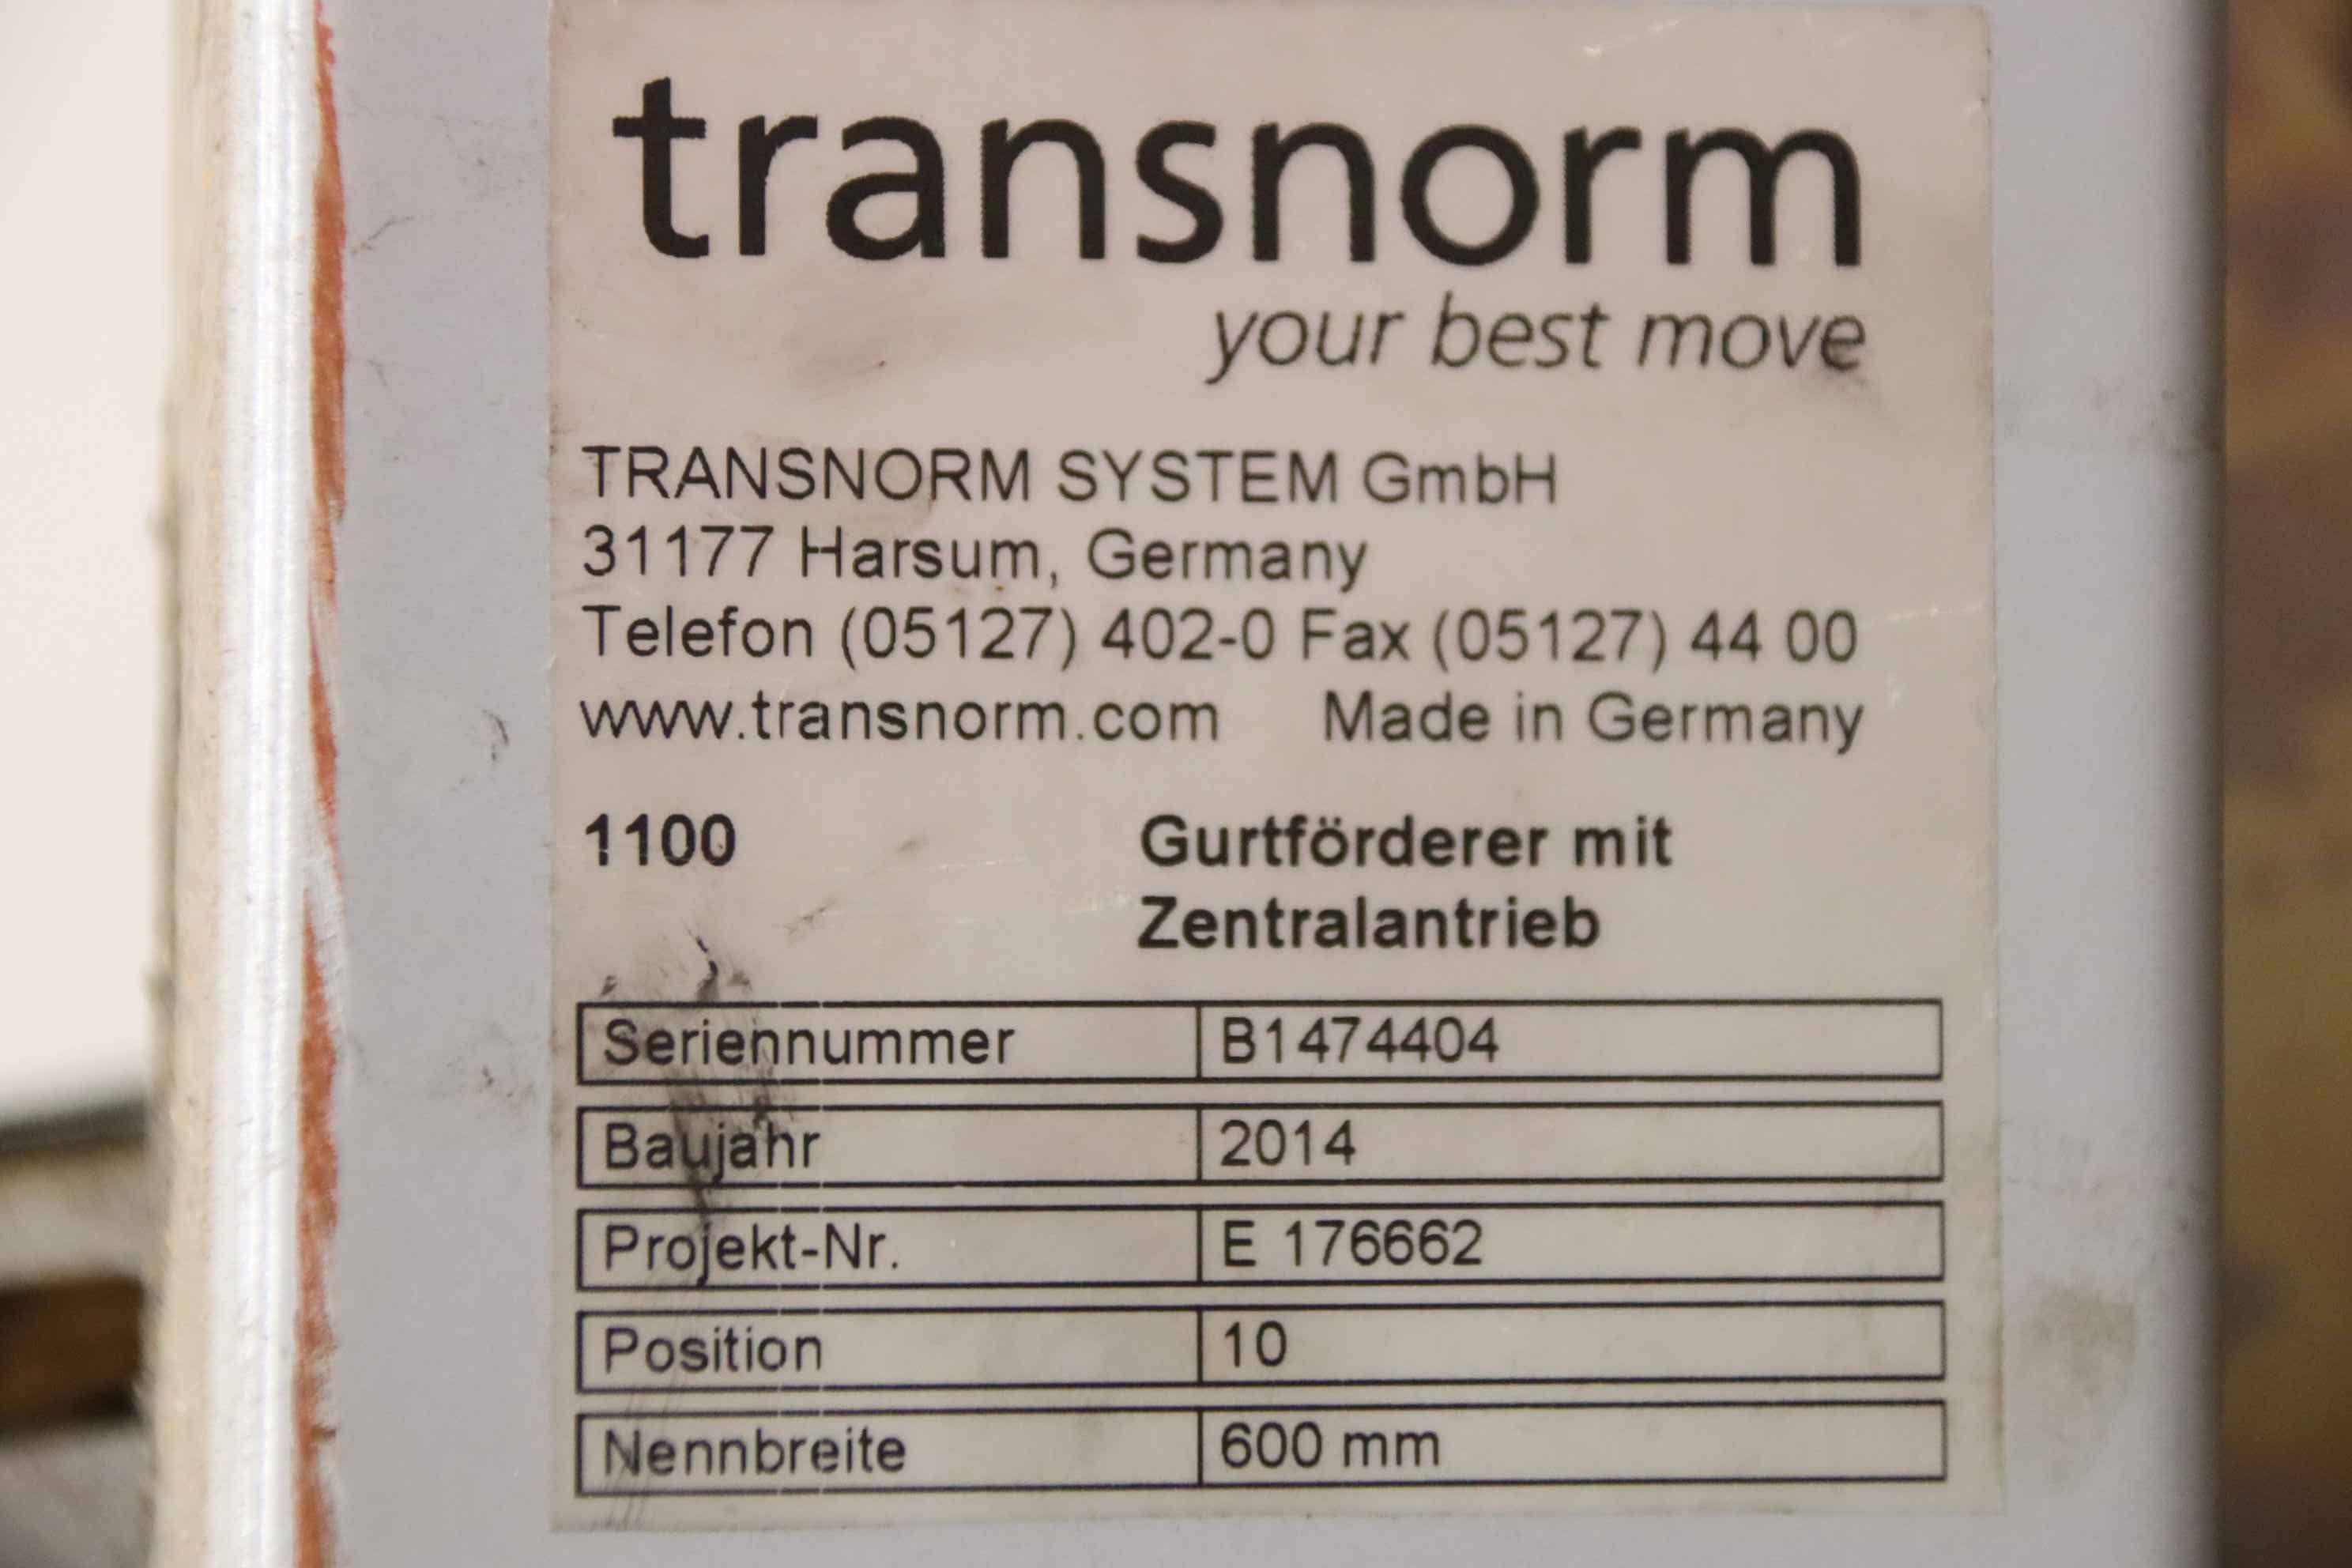 transnorm
your best move
TRANSNORM SYSTEM GmbH
31177 Harsum, Germany
Telefon (05127) 402-0 Fax (05127) 44 00
www.transnorm.com Made in Germany
1100 Gurtförderer mit
Zentralantrieb
Seriennummer B1474404
Baujahr 2014
Projekt-Nr. E 176662
Position 10
Nennbreite 600 mm